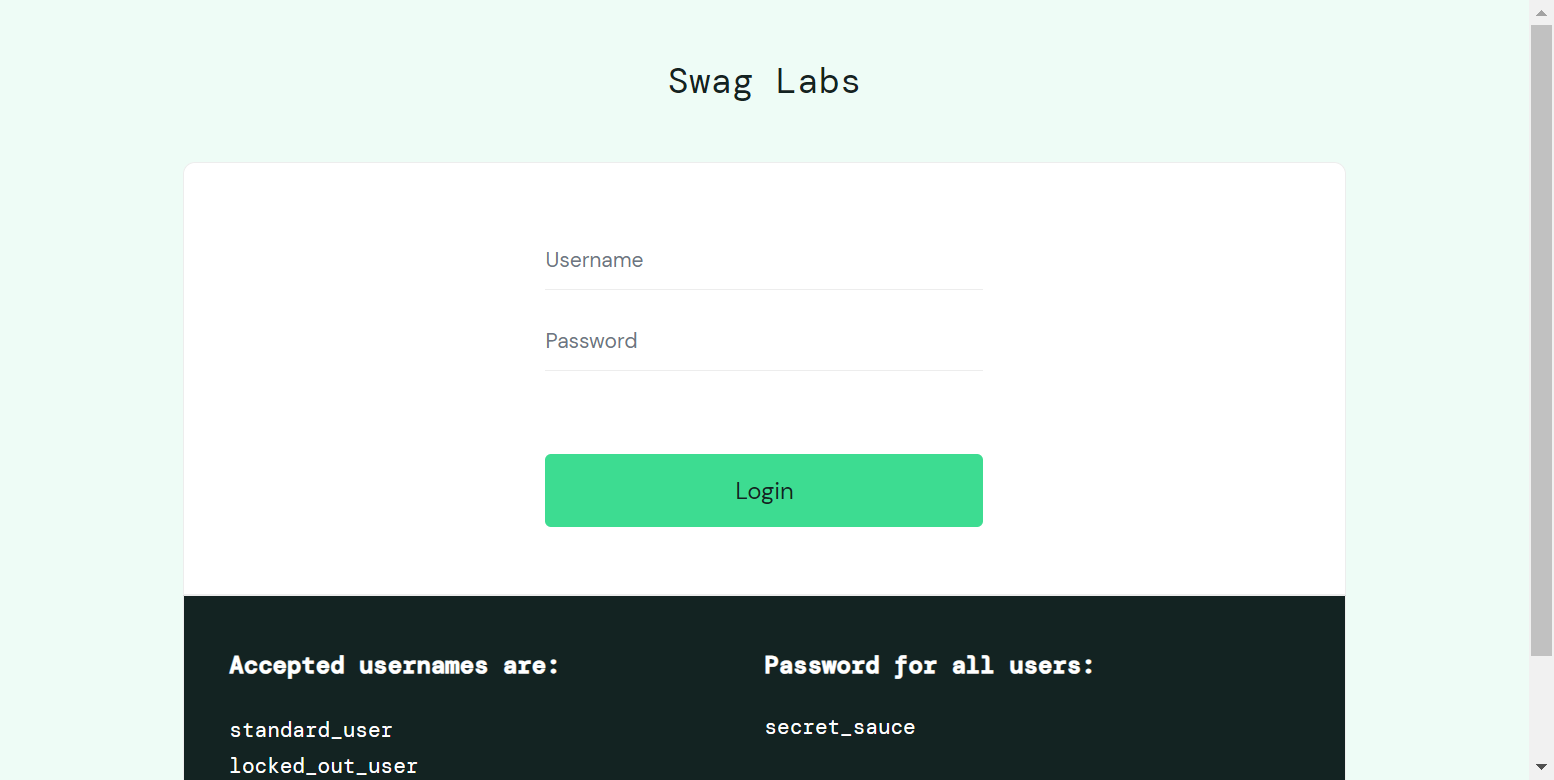 Swag Labs
Username
Password
Login
Accepted usernames are:
standard_user
locked_out_user
Password for all users:
secret_sauce